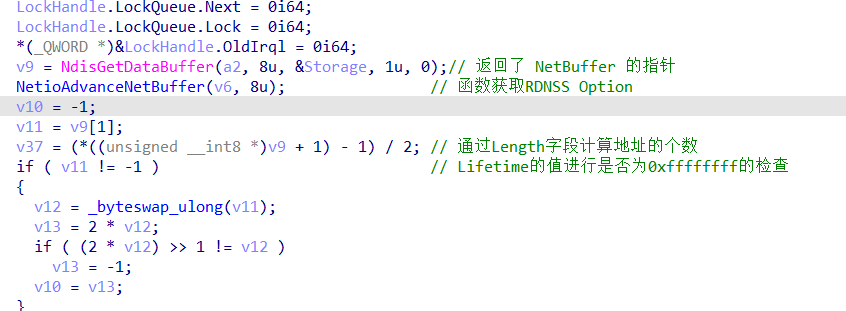 LockHandle.LockQueue.Next = 0i64;
LockHandle.LockQueue.Lock = 0i64;
*(_QWORD *)&LockHandle.OldIrql = 0i64;
v9 = NdisGetDataBuffer(a2, 8u, &Storage, 1u, 0);// 返回了 NetBuffer 的指针
NetioAdvanceNetBuffer(v6, 8u); // 函数获取RDNSS Option
v10 = -1;
v11 = v9[1];
v37 = (*((unsigned __int8 *)v9 + 1) - 1) / 2; // 通过Length字段计算地址的个数
if ( v11 != -1 ) // Lifetime的值进行是否为0xffffffff的检查
{
v12 = _byteswap_ulong(v11);
v13 = 2 * v12;
if ( (2 * v12) >> 1 != v12 )
v13 = -1;
v10 = v13;
}